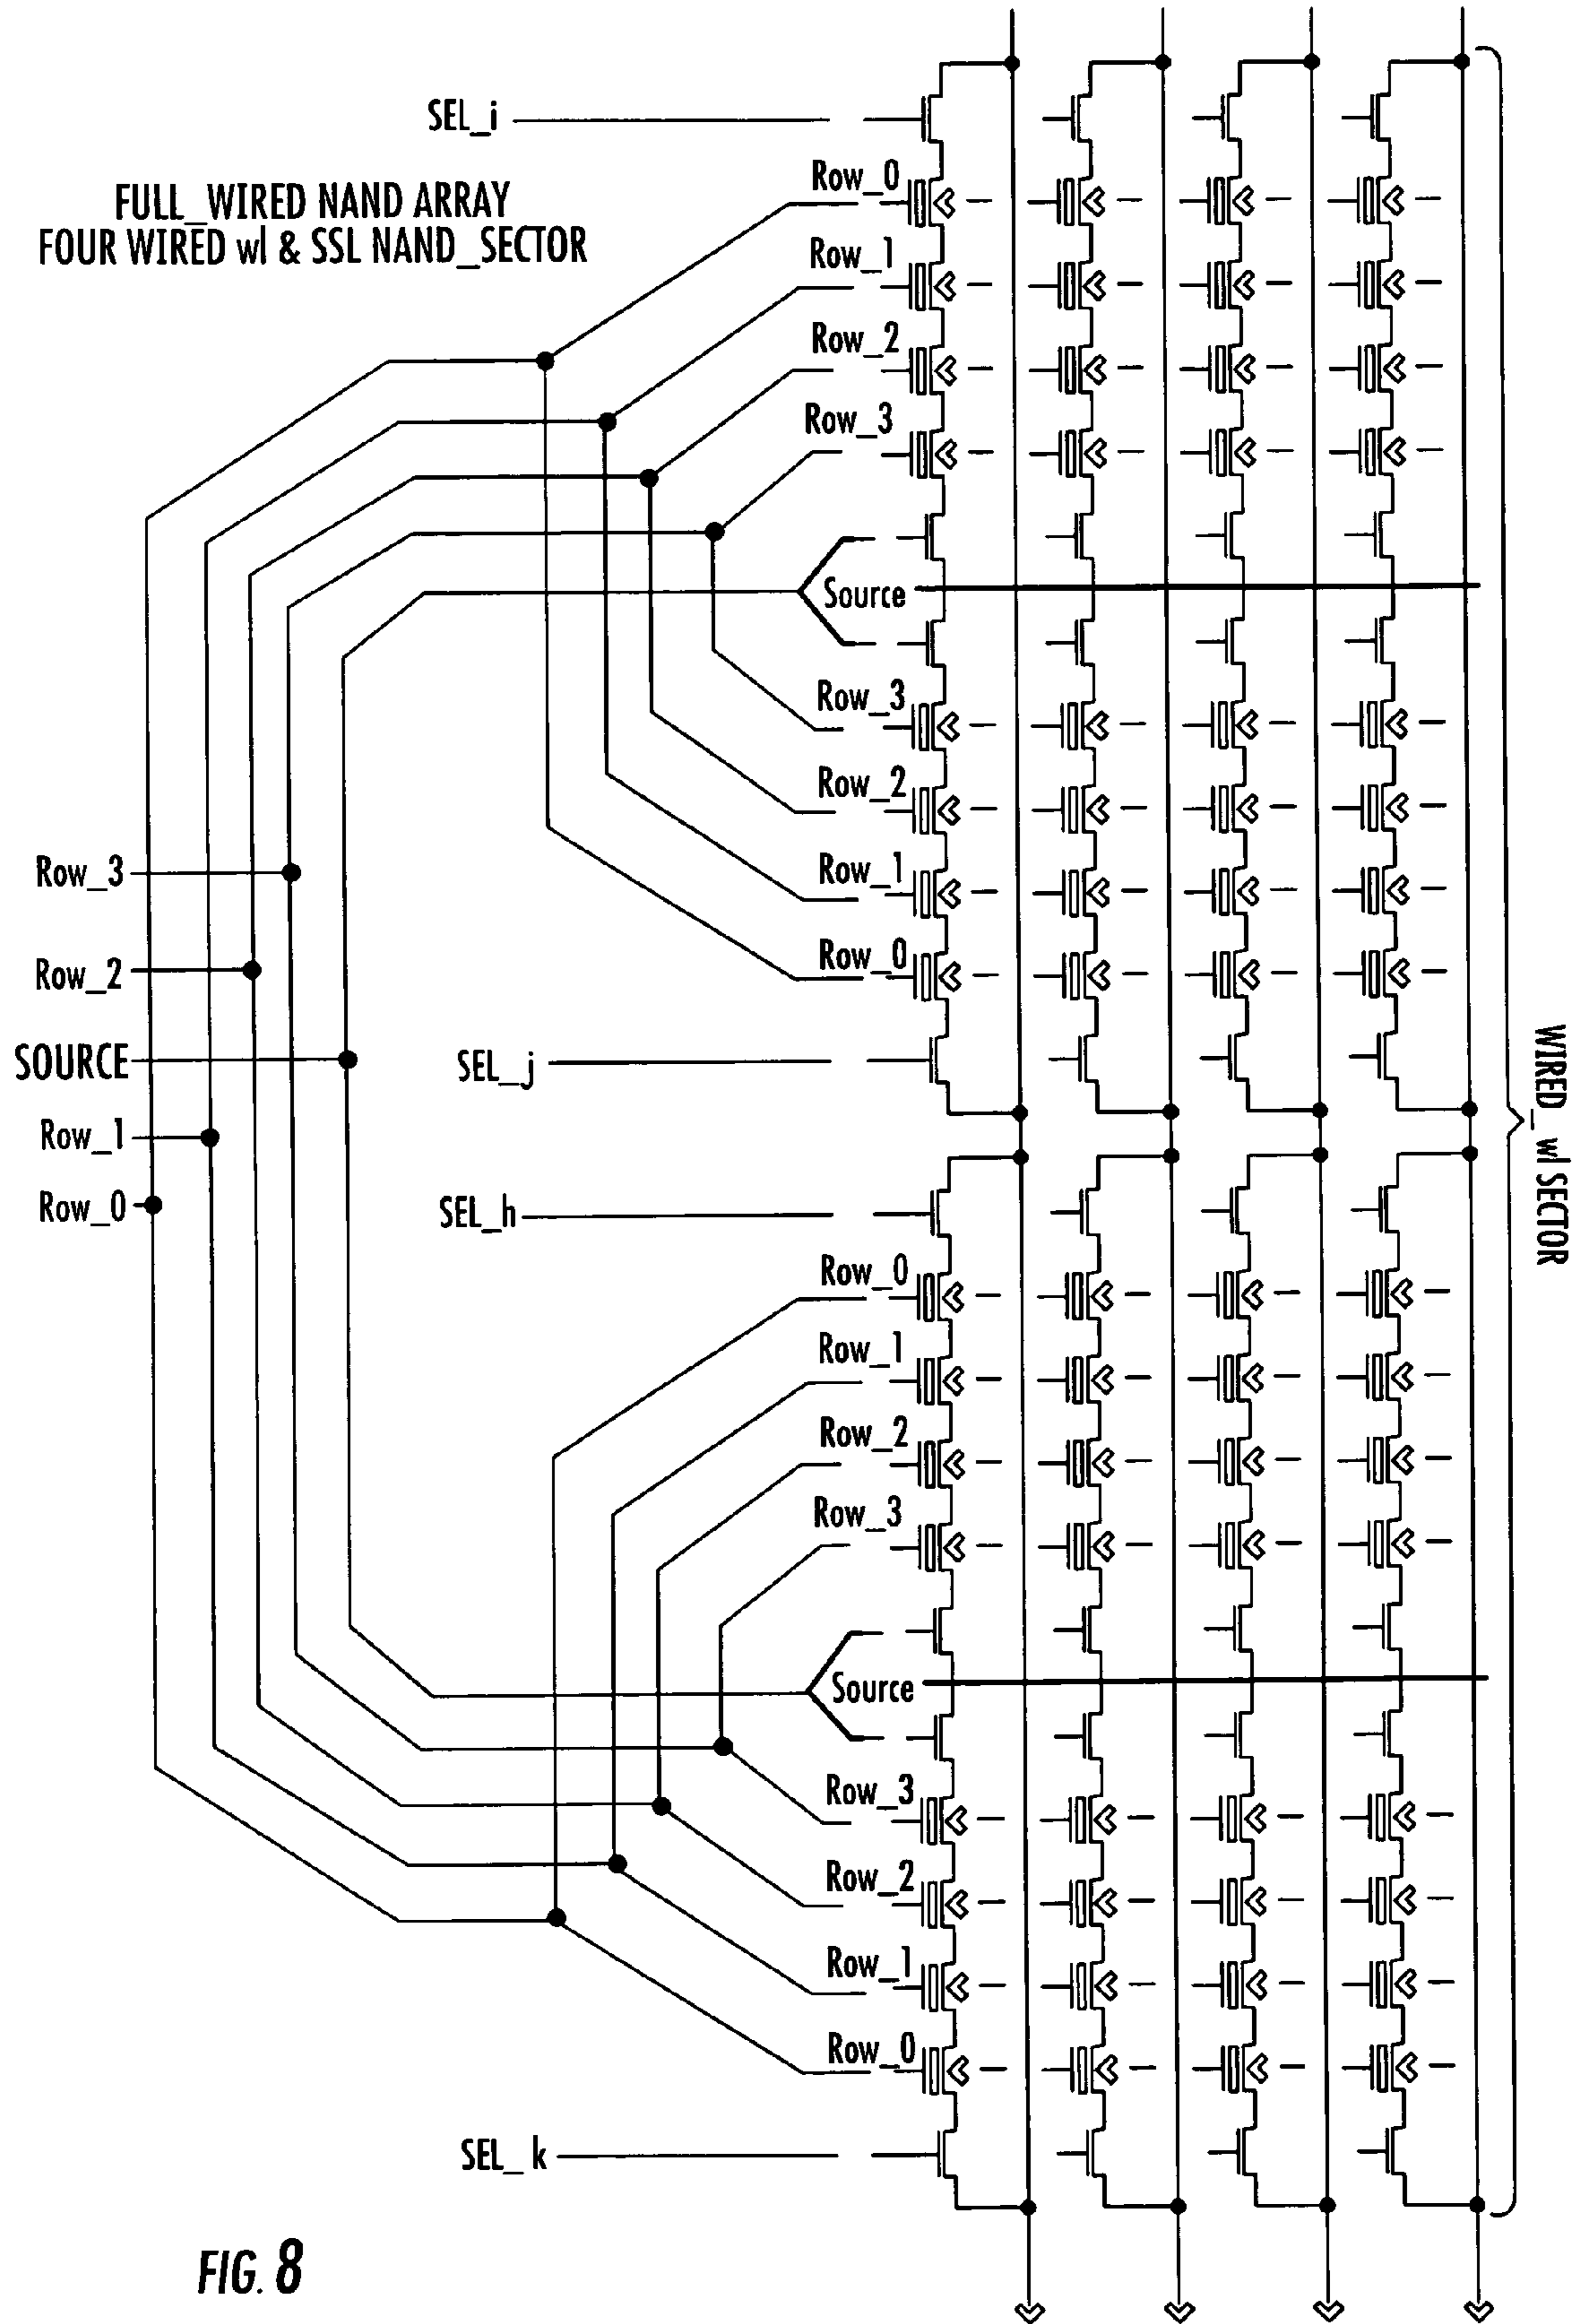 SEL_i
FULL_WIRED NAND ARRAY
FOUR WIRED wl & SSL NAND_SECTOR
Row_0
Row_1
Row_2
Row_3
Source
Row_3
Row_2
Row_1
Row_0
Row_3
Row_2
SOURCE
Row_1
Row_0
SEL_j
WIRED_wl SECTOR
SEL_h
Row_0
Row_1
Row_2
Row_3
Source
Row_3
Row_2
Row_1
Row_0
SEL_k
FIG. 8